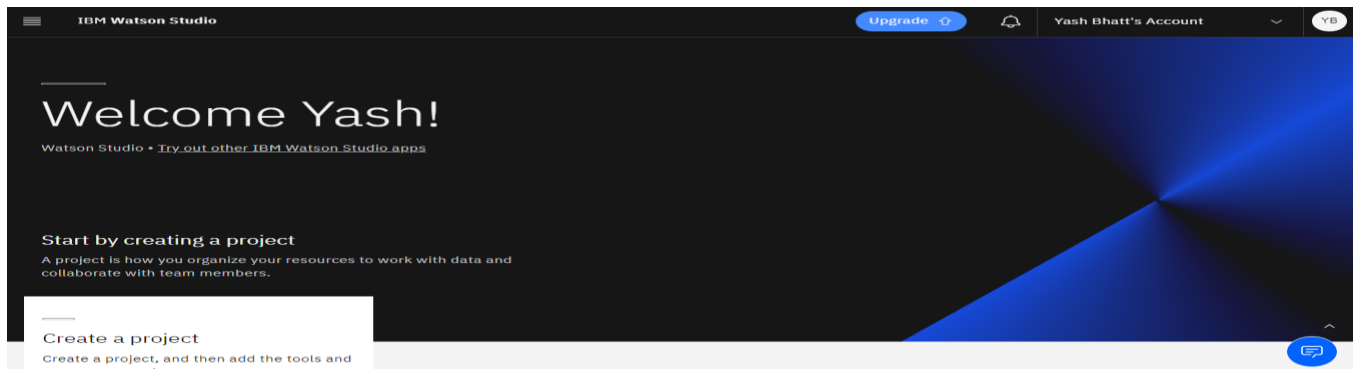 IBM Watson Studio
Upgrade
Yash Bhatt's Account
YB
Welcome Yash!
Watson Studio • Try out other IBM Watson Studio apps
Start by creating a project
A project is how you organize your resources to work with data and
collaborate with team members.
Create a project
Create a project, and then add the tools and